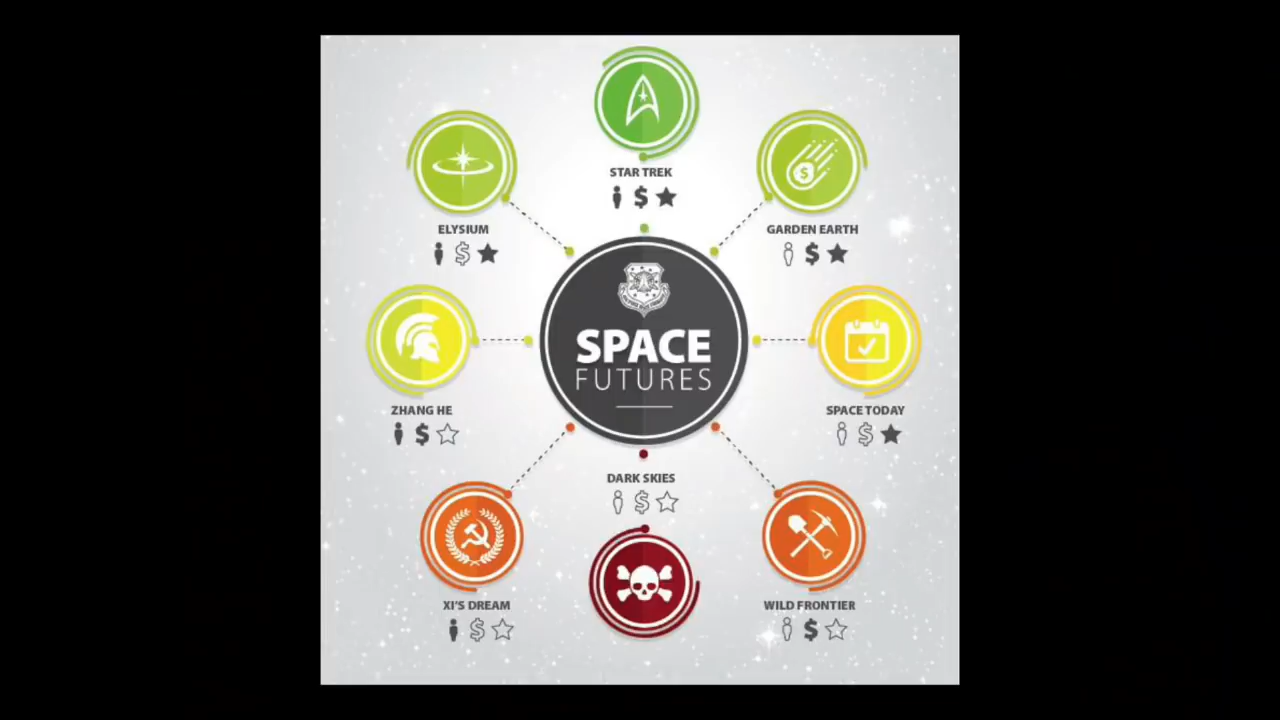 STAR TREK
$
ELYSIUM
$
$
GARDEN EARTH
$
SPACE
FUTURES
ZHANG HE
$
SPACE TODAY
$
DARK SKIES
$
XI'S DREAM
$
WILD FRONTIER
$